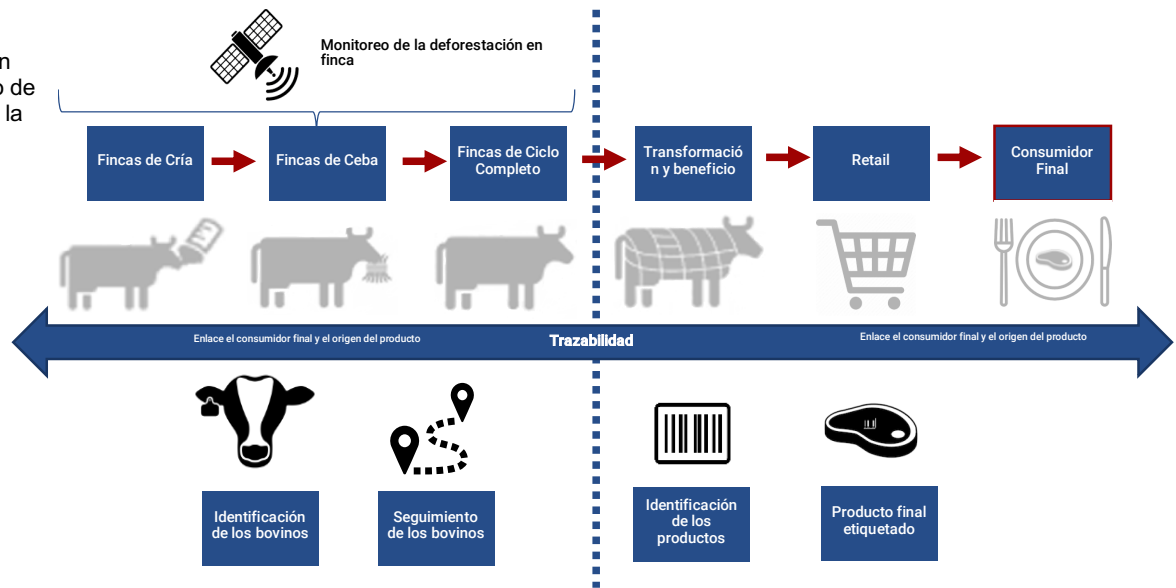 n
o de
la
Monitoreo de la deforestación en
finca
Fincas de Cría
Fincas de Ceba
Fincas de Ciclo
Completo
Transformació
n y beneficio
Retail
Consumidor
Final
Enlace el consumidor final y el origen del producto
Trazabilidad
Enlace el consumidor final y el origen del producto
Identificación
de los bovinos
Seguimiento
de los bovinos
Identificación
de los
productos
Producto final
etiquetado